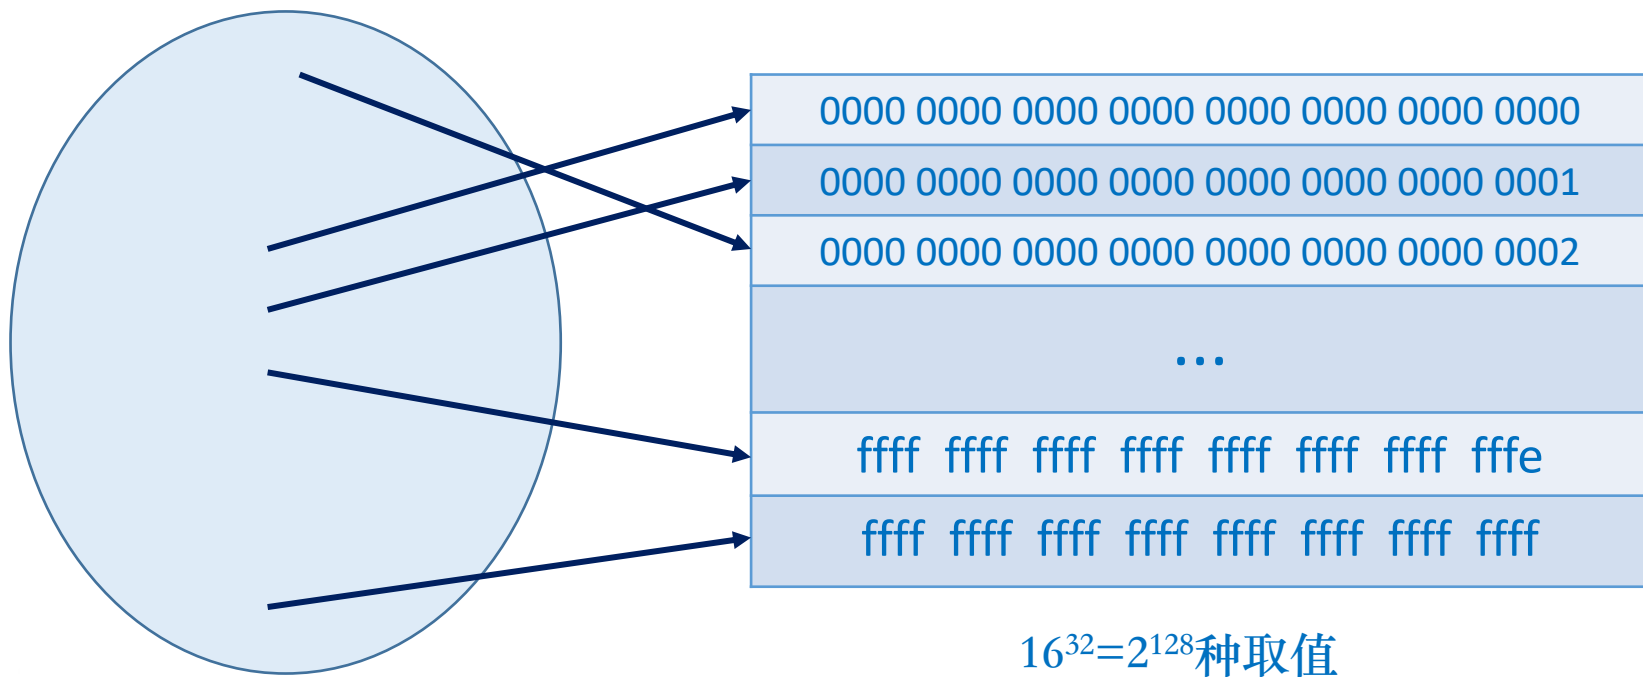 0000 0000 0000 0000 0000 0000 0000 0000
0000 0000 0000 0000 0000 0000 0000 0001
0000 0000 0000 0000 0000 0000 0000 0002
...
ffff ffff ffff ffff ffff ffff ffff fffe
ffff ffff ffff ffff ffff ffff ffff ffff
16³²=2¹²⁸种取值